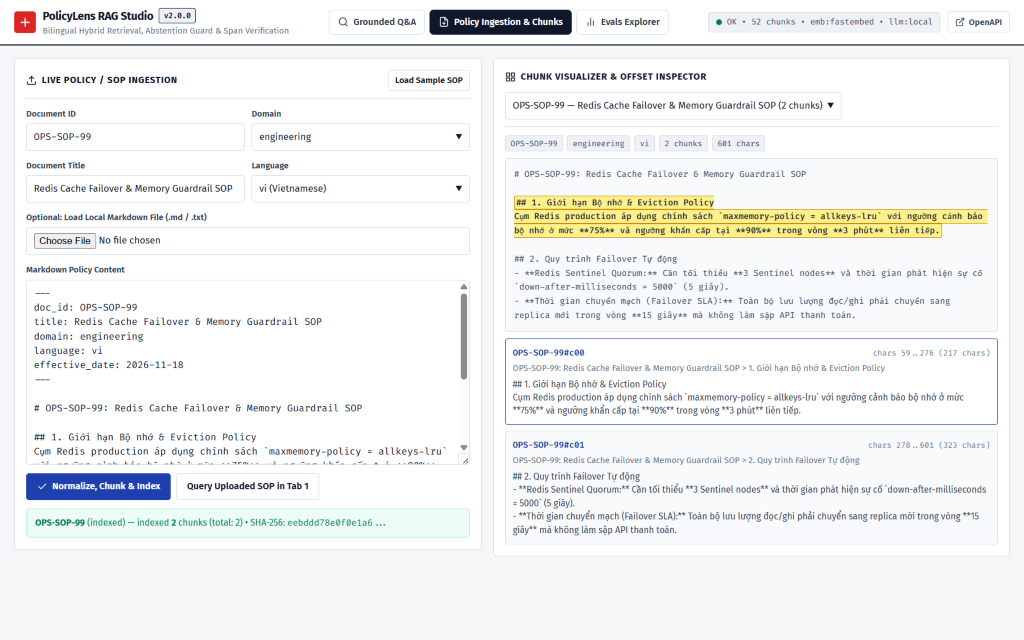 PolicyLens RAG Studio v2.0.0
Bilingual Hybrid Retrieval, Abstention Guard & Span Verification
Grounded Q&A
Policy Ingestion & Chunks
Evals Explorer
OK • 52 chunks • emb:fastembed • llm:local
OpenAPI
LIVE POLICY / SOP INGESTION
Load Sample SOP
Document ID
Domain
OPS-SOP-99
engineering
Document Title
Language
Redis Cache Failover & Memory Guardrail SOP
vi (Vietnamese)
Optional: Load Local Markdown File (.md / .txt)
Choose File No file chosen
Markdown Policy Content
---
doc_id: OPS-SOP-99
title: Redis Cache Failover & Memory Guardrail SOP
domain: engineering
language: vi
effective_date: 2026-11-18
---
# OPS-SOP-99: Redis Cache Failover & Memory Guardrail SOP
## 1. Giới hạn Bộ nhớ & Eviction Policy
Cụm Redis production áp dụng chính sách `maxmemory-policy = allkeys-lru`
Normalize, Chunk & Index
Query Uploaded SOP in Tab 1
OPS-SOP-99 (indexed) — indexed 2 chunks (total: 2) • SHA-256: eebddd78e0f0e1a6 ...
CHUNK VISUALIZER & OFFSET INSPECTOR
OPS-SOP-99 — Redis Cache Failover & Memory Guardrail SOP (2 chunks)
OPS-SOP-99
engineering
vi
2 chunks
601 chars
# OPS-SOP-99: Redis Cache Failover & Memory Guardrail SOP
## 1. Giới hạn Bộ nhớ & Eviction Policy
Cụm Redis production áp dụng chính sách `maxmemory-policy = allkeys-lru` với ngưỡng cảnh báo
bộ nhớ ở mức **75%** và ngưỡng khẩn cấp tại **90%** trong vòng **3 phút** liên tiếp.
## 2. Quy trình Failover Tự động
- **Redis Sentinel Quorum:** Cần tối thiểu **3 Sentinel nodes** và thời gian phát hiện sự cố
`down-after-milliseconds = 5000` (5 giây).
- **Thời gian chuyển mạch (Failover SLA):** Toàn bộ lưu lượng đọc/ghi phải chuyển sang
replica mới trong vòng **15 giây** mà không làm sập API thanh toán.
OPS-SOP-99#c00
chars 59..276 (217 chars)
OPS-SOP-99: Redis Cache Failover & Memory Guardrail SOP > 1. Giới hạn Bộ nhớ & Eviction Policy
## 1. Giới hạn Bộ nhớ & Eviction Policy
Cụm Redis production áp dụng chính sách `maxmemory-policy = allkeys-lru` với ngưỡng cảnh báo bộ nhớ ở mức
**75%** và ngưỡng khẩn cấp tại **90%** trong vòng **3 phút** liên tiếp.
OPS-SOP-99#c01
chars 278..601 (323 chars)
OPS-SOP-99: Redis Cache Failover & Memory Guardrail SOP > 2. Quy trình Failover Tự động
## 2. Quy trình Failover Tự động
- **Redis Sentinel Quorum:** Cần tối thiểu **3 Sentinel nodes** và thời gian phát hiện sự cố `down-after-milliseconds
= 5000` (5 giây).
- **Thời gian chuyển mạch (Failover SLA):** Toàn bộ lưu lượng đọc/ghi phải chuyển sang replica mới trong vòng **15
giây** mà không làm sập API thanh toán.